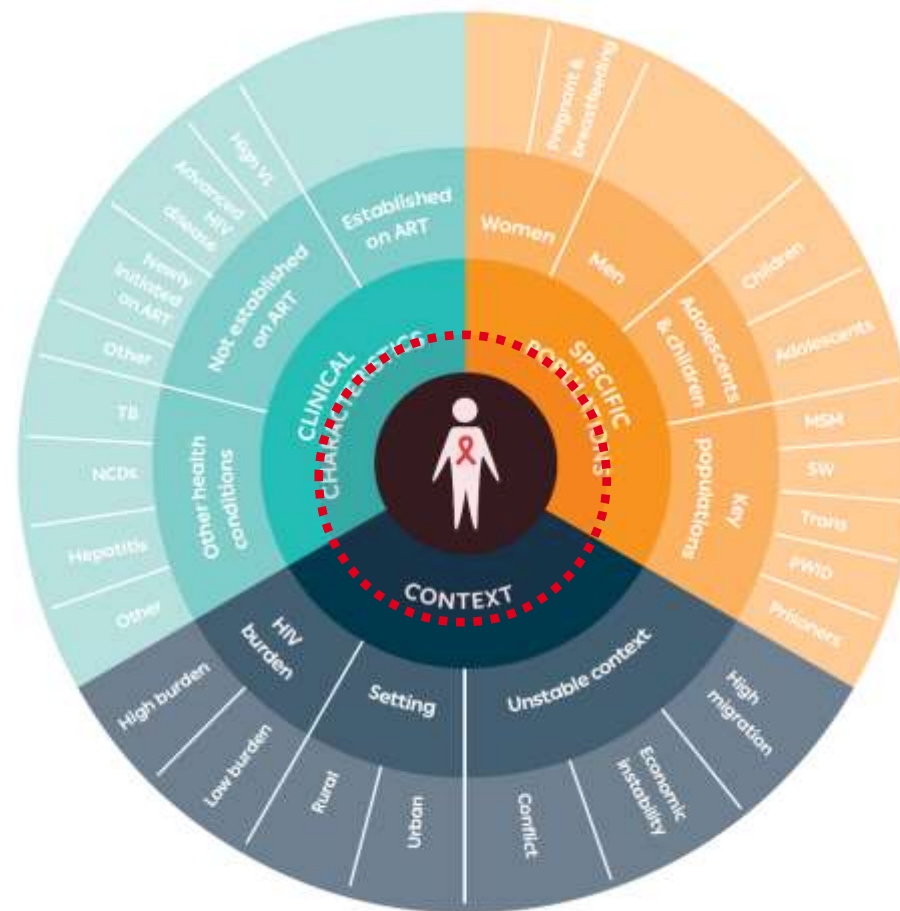 CLINICAL
CHARACTERISTICS
Established
on ART
Not established
on ART
High VL
Advanced
HIV
disease
Newly
initiated
on ART
Other
Other health
conditions
TB
NCDs
Hepatitis
Other
SPECIFIC
POPULATIONS
Women
Pregnant &
breastfeeding
Men
Adolescents
& children
Children
Adolescents
Key
populations
MSM
SW
Trans
PWID
Prisoners
CONTEXT
HIV
burden
High burden
Low burden
Setting
Rural
Urban
Unstable context
Conflict
Economic
instability
High
migration